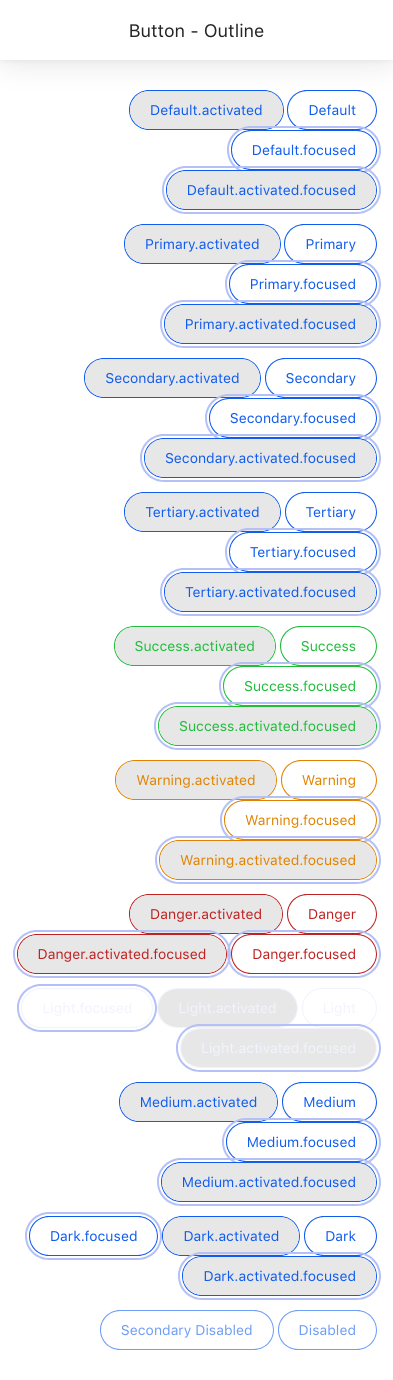 Button - Outline
Default.activated Default
Default.focused
Default.activated.focused
Primary.activated Primary
Primary.focused
Primary.activated.focused
Secondary.activated Secondary
Secondary.focused
Secondary.activated.focused
Tertiary.activated Tertiary
Tertiary.focused
Tertiary.activated.focused
Success.activated Success
Success.focused
Success.activated.focused
Warning.activated Warning
Warning.focused
Warning.activated.focused
Danger.activated Danger
Danger.activated.focused Danger.focused
Light.focused Light.activated Light
Light.activated.focused
Medium.activated Medium
Medium.focused
Medium.activated.focused
Dark.focused Dark.activated Dark
Dark.activated.focused
Secondary Disabled Disabled